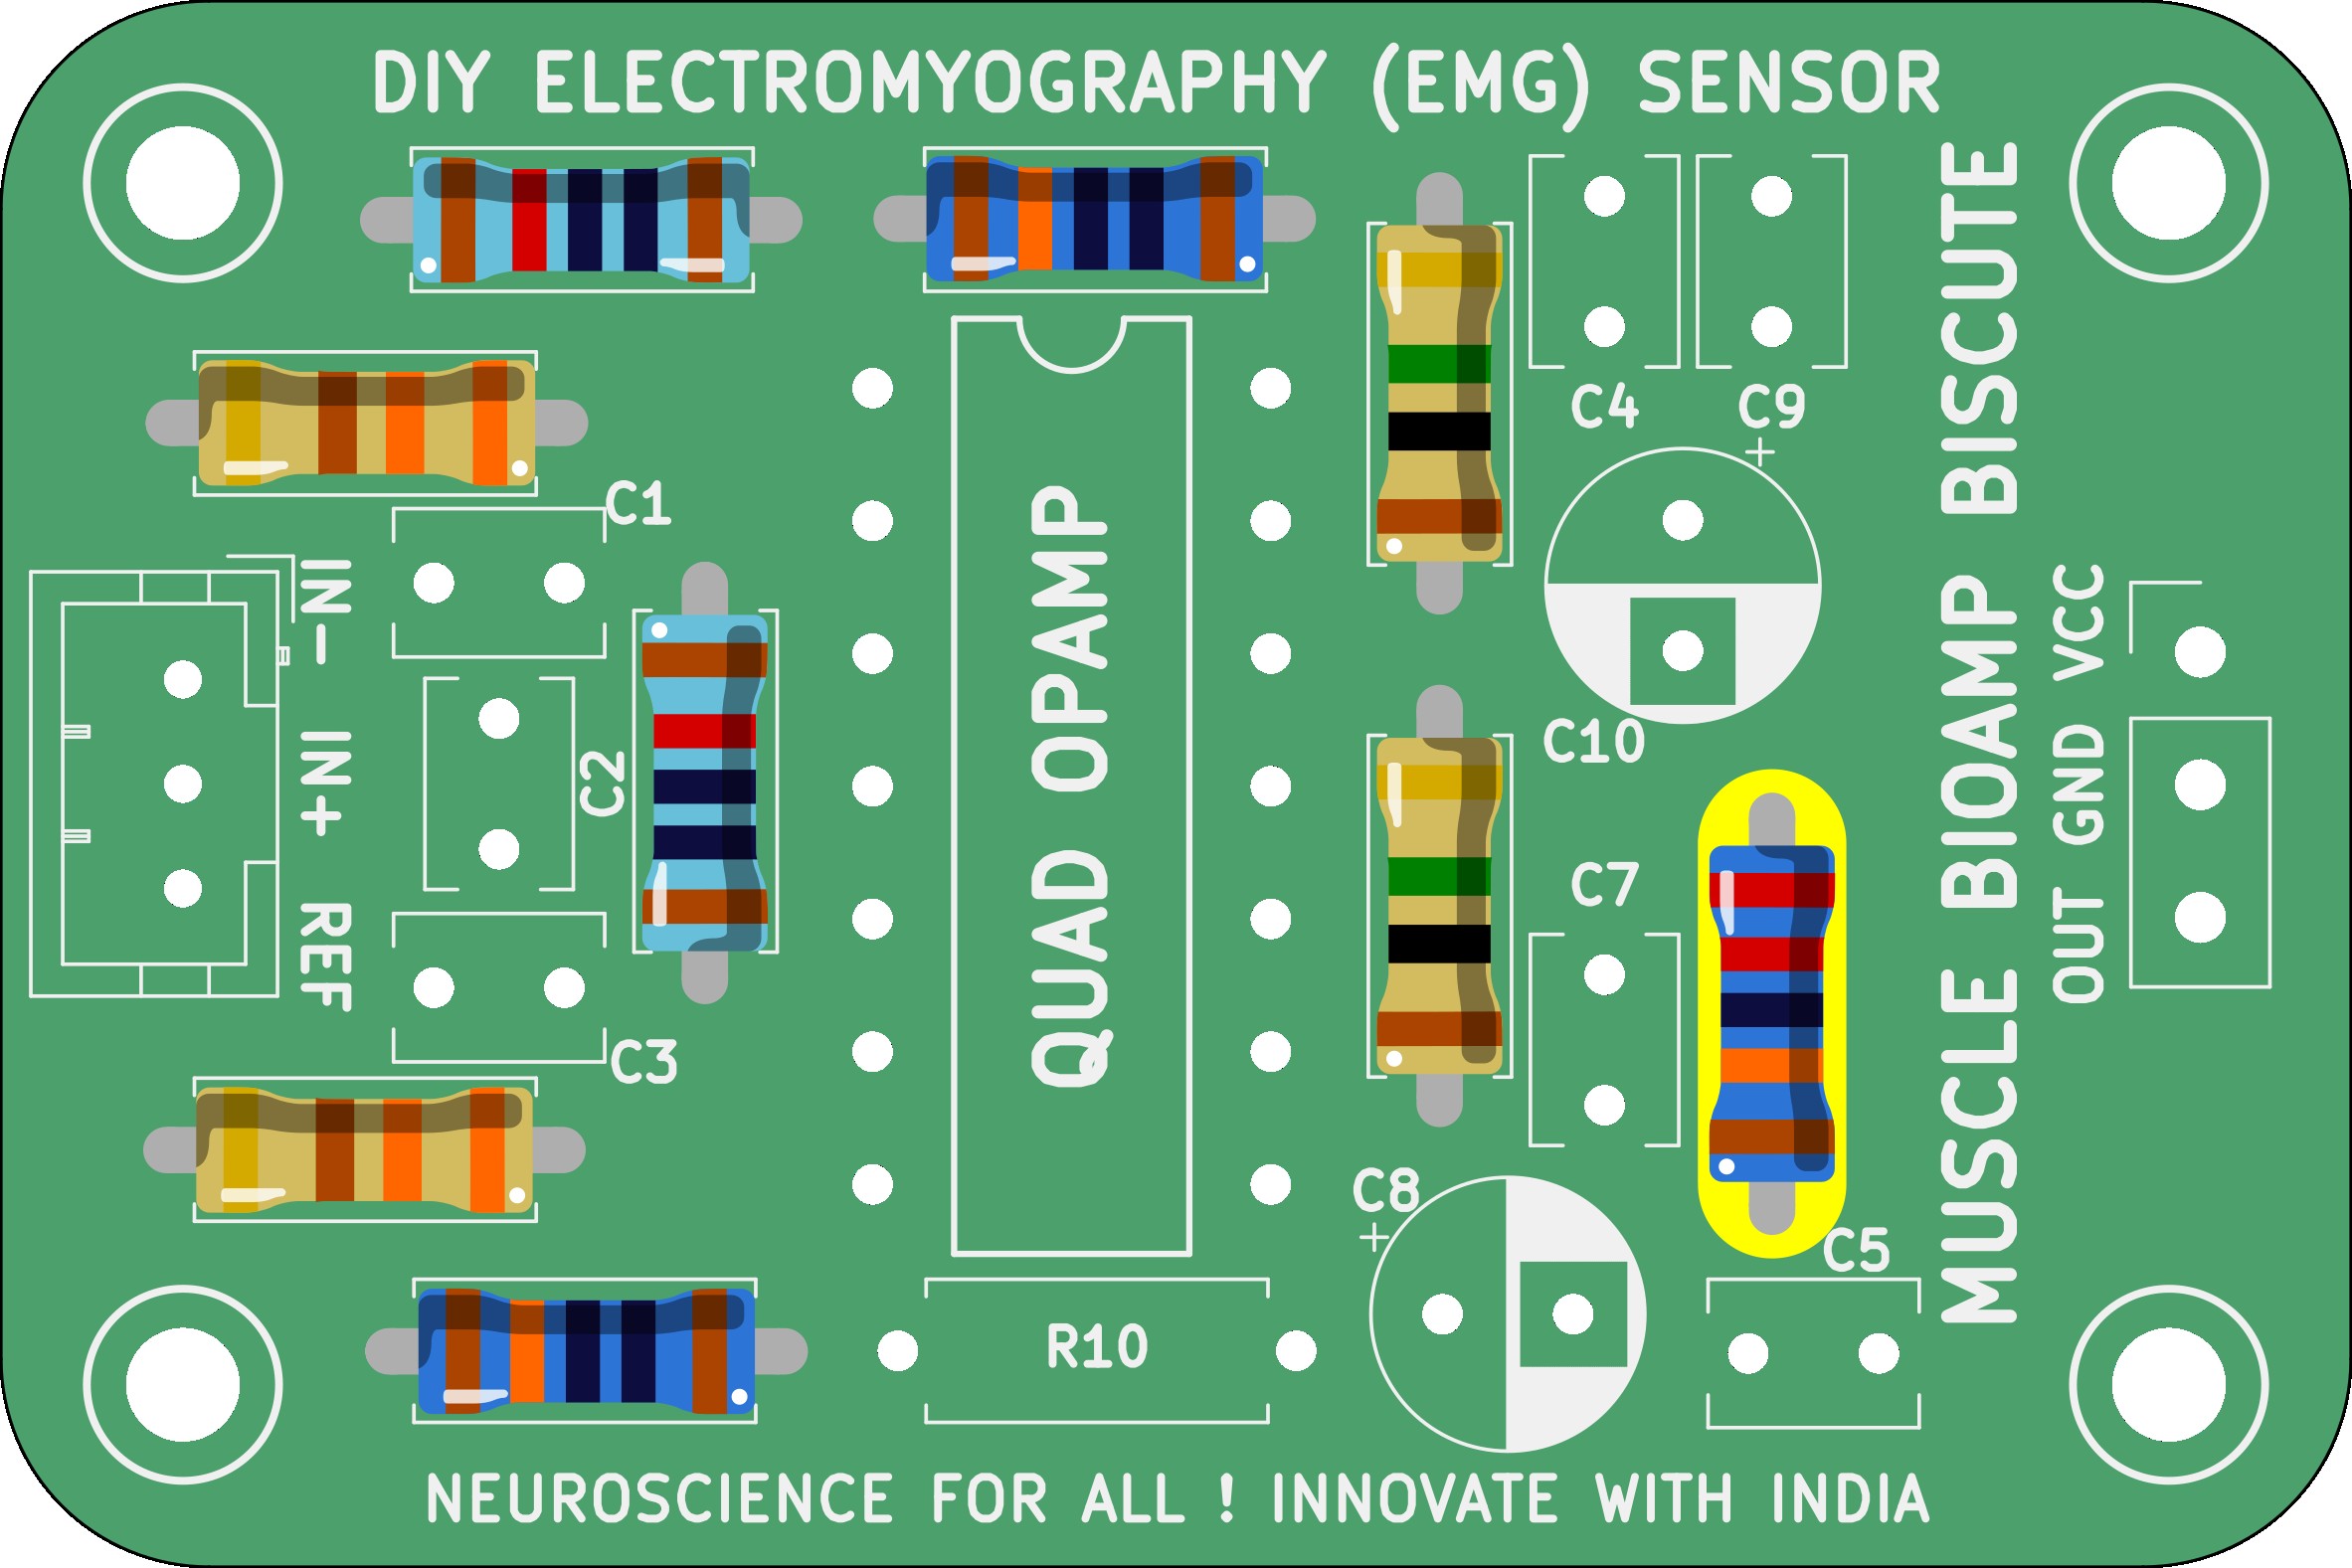 DIY ELECTROMYOGRAPHY (EMG) SENSOR
C4
C9
+
C1
IN-
IN+
REF
C2
C3
QUAD OPAMP
C10
C7
C8
+
C5
R10
MUSCLE BIOAMP BISCUTE
OUT GND VCC
NEUROSCIENCE FOR ALL ! INNOVATE WITH INDIA